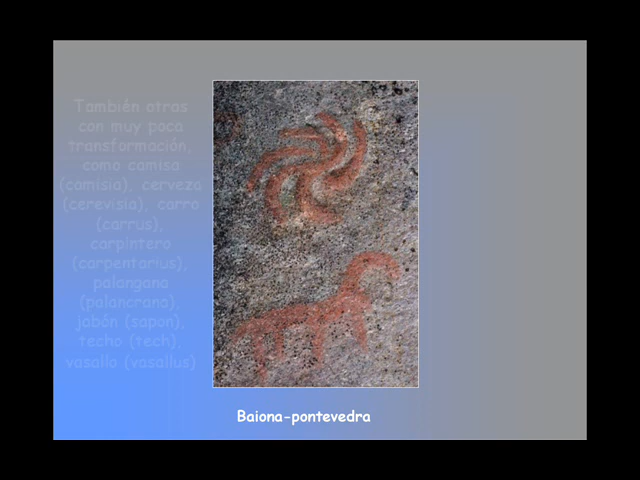 También otros
con muy poca
transformación,
como camisa
(camisia), cerveza
(cerevisia), carro
(carrus),
carpintero
(carpentarius),
palangana
(palancrana),
jabón (sapon),
techo (tech),
vasallo (vasallus)
Baiona-pontevedra